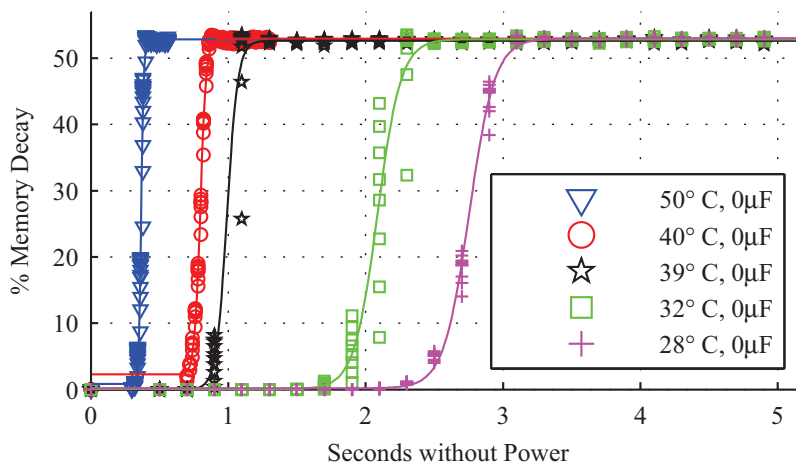 50
40
30
20
10
0
% Memory Decay
50° C, 0µF
40° C, 0µF
39° C, 0µF
32° C, 0µF
28° C, 0µF
0 1 2 3 4 5
Seconds without Power